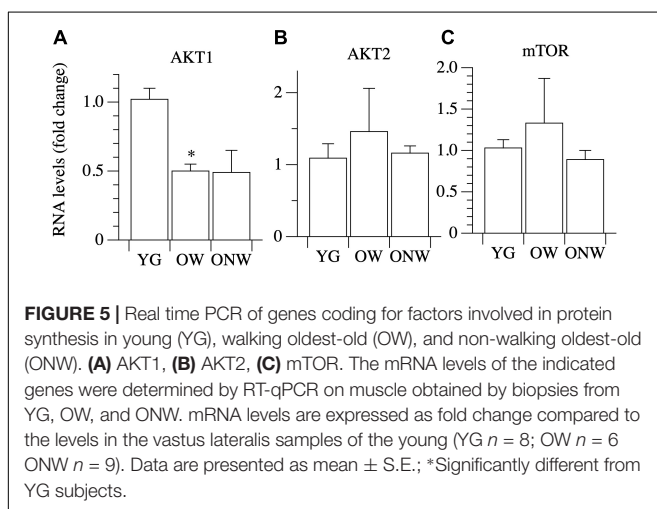 A
AKT1
B
AKT2
C
mTOR
RNA levels (fold change)
1.0
0.5
0
*
YG OW ONW
2
1
0
YG OW ONW
2.0
1.5
1.0
0.5
0
YG OW ONW
FIGURE 5 | Real time PCR of genes coding for factors involved in protein
synthesis in young (YG), walking oldest-old (OW), and non-walking oldest-old
(ONW). (A) AKT1, (B) AKT2, (C) mTOR. The mRNA levels of the indicated
genes were determined by RT-qPCR on muscle obtained by biopsies from
YG, OW, and ONW. mRNA levels are expressed as fold change compared to
the levels in the vastus lateralis samples of the young (YG n = 8; OW n = 6
ONW n = 9). Data are presented as mean ± S.E.; *Significantly different from
YG subjects.